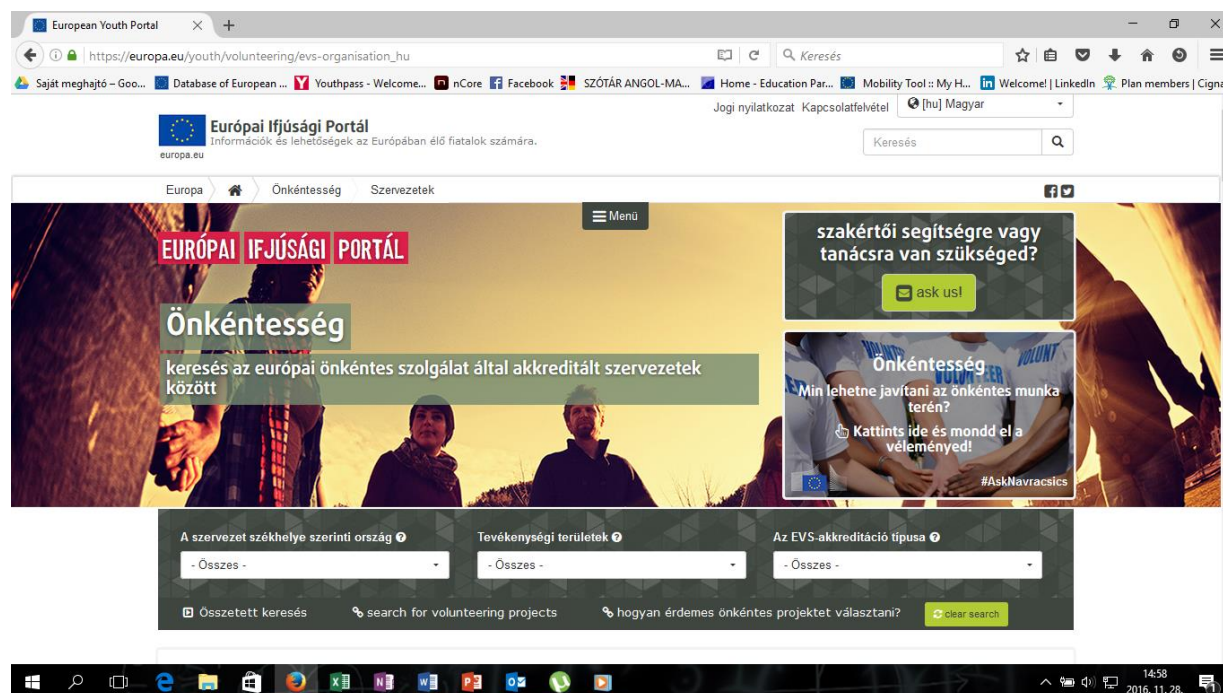 European Youth Portal
https://europa.eu/youth/volunteering/evs-organisation_hu
Keresés
Saját meghajtó – Goo... Database of European ... Youthpass - Welcome... nCore Facebook SZÓTÁR ANGOL-MA... Home - Education Par... Mobility Tool :: My H... Welcome! | LinkedIn Plan members | Cigna
Jogi nyilatkozat Kapcsolatfelvétel [hu] Magyar
Európai Ifjúsági Portál
Információk és lehetőségek az Európában élő fiatalok számára.
europa.eu
Keresés
Europa Önkéntesség Szervezetek
Menü
EURÓPAI IFJÚSÁGI PORTÁL
Önkéntesség
keresés az európai önkéntes szolgálat által akkreditált szervezetek
között
szakértői segítségre vagy
tanácsra van szükséged?
ask us!
VOLUNTEER
VOLUNT
Önkéntesség
Min lehetne javítani az önkéntes munka
terén?
Kattints ide és mondd el a
véleményed!
#AskNavracsics
A szervezet székhelye szerinti ország Tevékenységi területek Az EVS-akkreditáció típusa
- Összes - - Összes - - Összes -
Összetett keresés search for volunteering projects hogyan érdemes önkéntes projektet választani? clear search
14:58
2016. 11. 28.